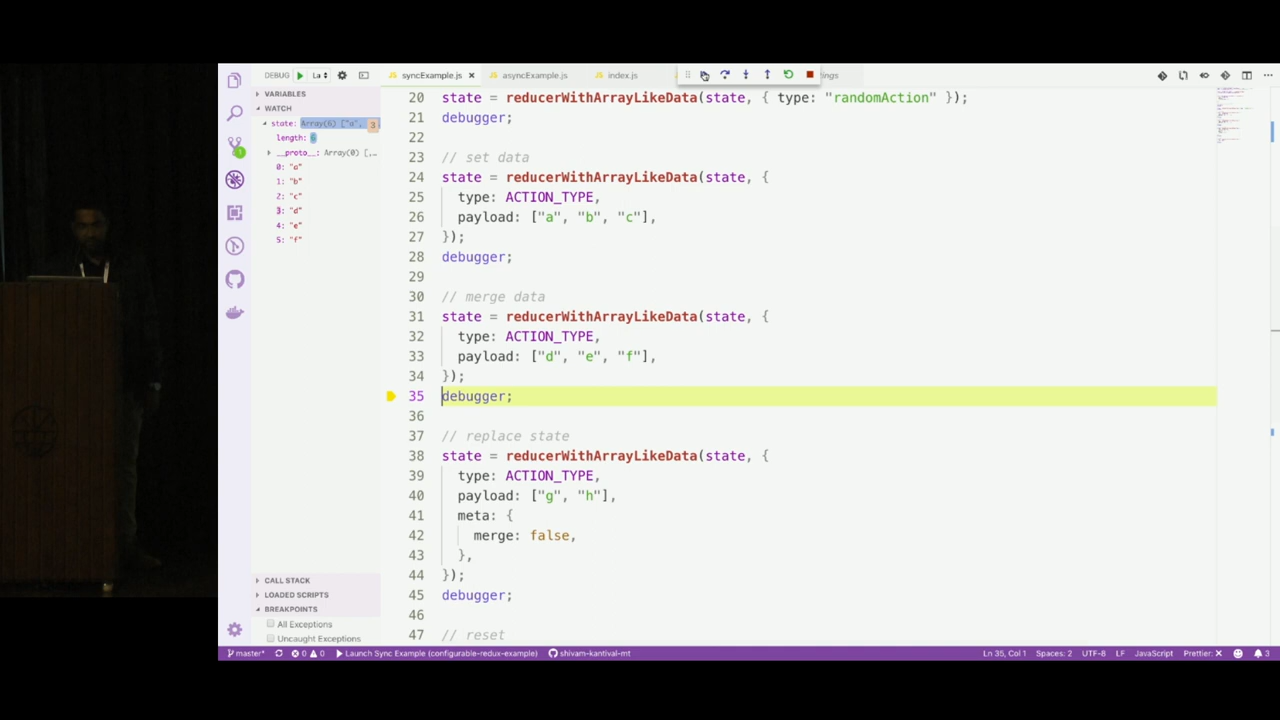 DEBUG
La
syncExample.js
asyncExample.js
index.js
ings
VARIABLES
WATCH
state: Array(6) ["a", 3
length: 6
__proto__: Array(0) [,…
0: "a"
1: "b"
2: "c"
3: "d"
4: "e"
5: "f"
CALL STACK
LOADED SCRIPTS
BREAKPOINTS
All Exceptions
Uncaught Exceptions
20 state = reducerWithArrayLikeData(state, { type: "randomAction" });
21 debugger;
22
23 // set data
24 state = reducerWithArrayLikeData(state, {
25 type: ACTION_TYPE,
26 payload: ["a", "b", "c"],
27 });
28 debugger;
29
30 // merge data
31 state = reducerWithArrayLikeData(state, {
32 type: ACTION_TYPE,
33 payload: ["d", "e", "f"],
34 });
35 debugger;
36
37 // replace state
38 state = reducerWithArrayLikeData(state, {
39 type: ACTION_TYPE,
40 payload: ["g", "h"],
41 meta: {
42 merge: false,
43 },
44 });
45 debugger;
46
47 // reset
master* 0 0 Launch Sync Example (configurable-redux-example) shivam-kantival-mt Ln 35, Col 1 Spaces: 2 UTF-8 LF JavaScript Prettier: × 3